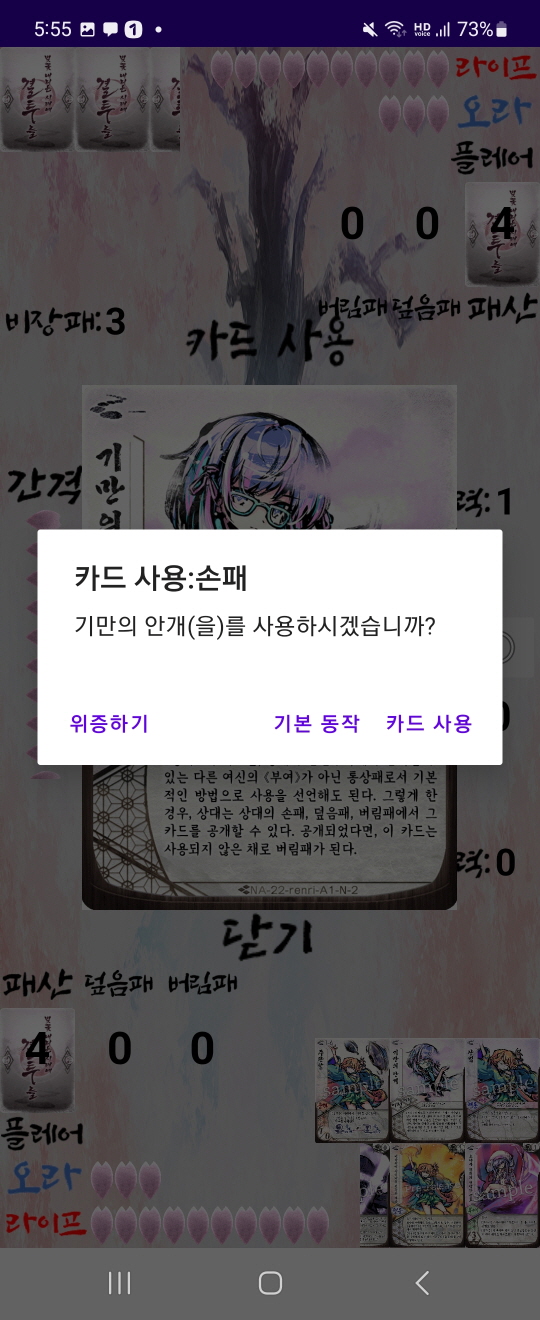 5:55
1
HD voice
73%
라이프
오라
플레어
0 0 4
비장패:3
버림패 덮음패 패산
카드 사용
기만의
간격
력:1
카드 사용:손패
기만의 안개(을)를 사용하시겠습니까?
위증하기 기본 동작 카드 사용
있는 다른 여신의 《부여》가 아닌 통상패로서 기본
적인 방법으로 사용을 선언해도 된다. 그렇게 한
경우, 상대는 상대의 손패, 덮음패, 버림패에서 그
카드를 공개할 수 있다. 공개되었다면, 이 카드는
사용되지 않은 채로 버림패가 된다.
력:0
NA-22-renri-A1-N-2
닫기
패산 덮음패 버림패
4 0 0
플레어
오라
라이프